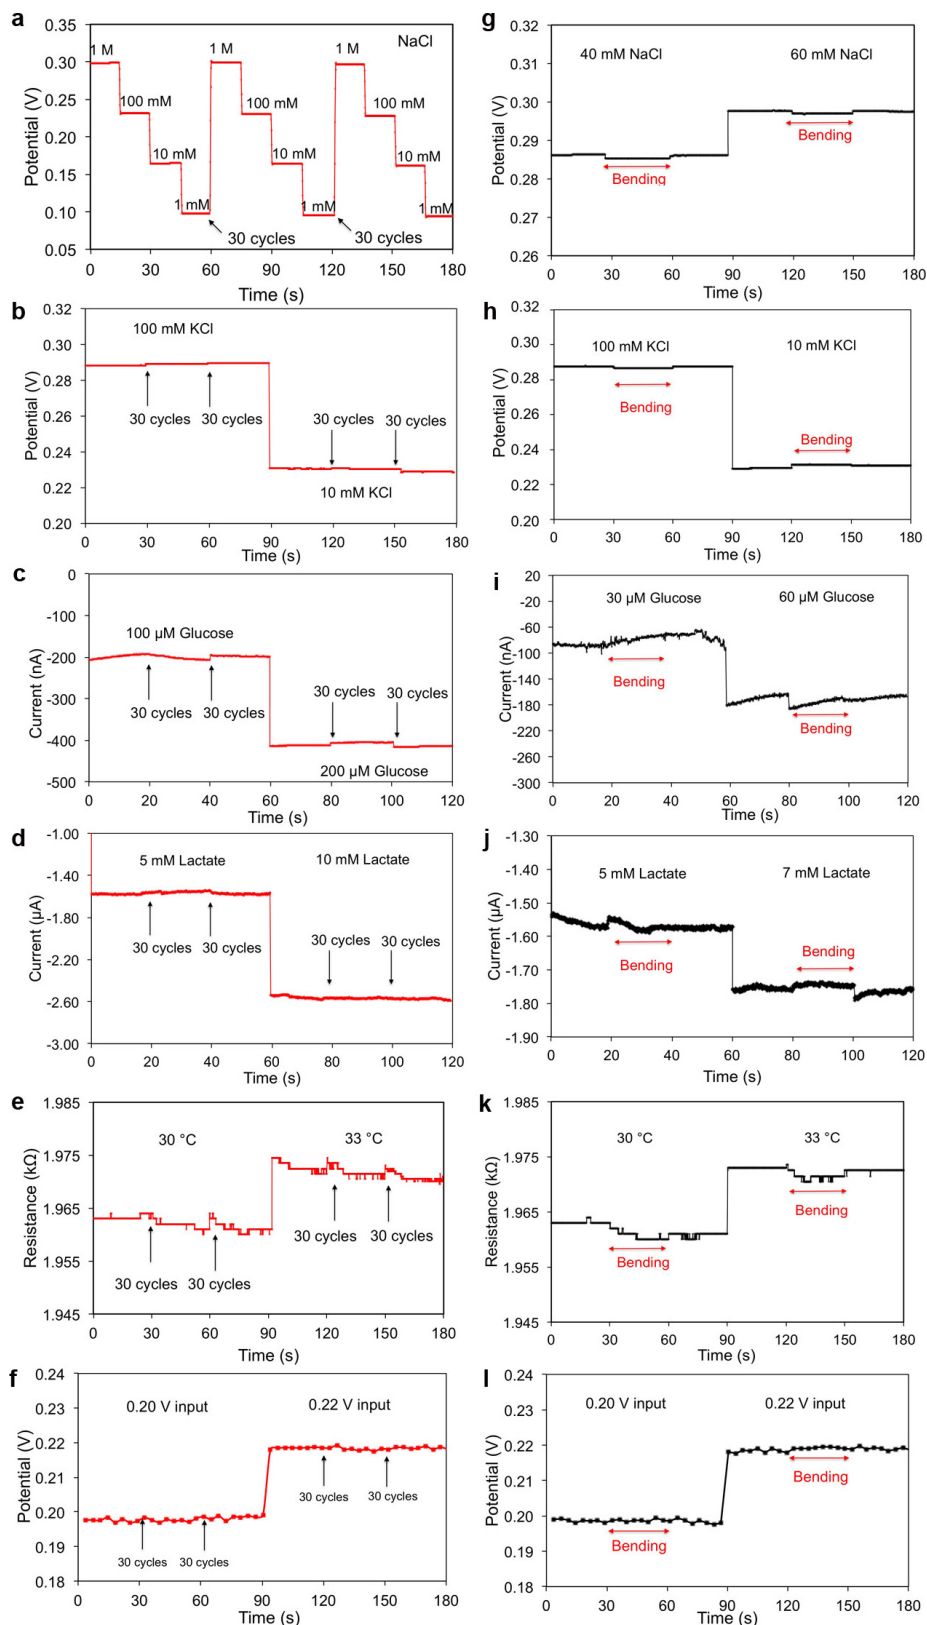 a
0.35
0.30
0.25
0.20
0.15
0.10
0.05
Potential (V)
1 M
1 M
1 M
NaCl
100 mM
100 mM
100 mM
10 mM
10 mM
10 mM
1 mM
1 mM
1 mM
30 cycles
30 cycles
0 30 60 90 120 150 180
Time (s)
b
0.32
0.29
0.26
0.23
0.20
Potential (V)
100 mM KCl
30 cycles
30 cycles
30 cycles
30 cycles
10 mM KCl
0 30 60 90 120 150 180
Time (s)
c
0
-100
-200
-300
-400
-500
Current (nA)
100 µM Glucose
30 cycles
30 cycles
30 cycles
30 cycles
200 µM Glucose
0 20 40 60 80 100 120
Time (s)
d
-1.00
-1.40
-1.80
-2.20
-2.60
-3.00
Current (µA)
5 mM Lactate
10 mM Lactate
30 cycles
30 cycles
30 cycles
30 cycles
0 20 40 60 80 100 120
Time (s)
e
1.985
1.975
1.965
1.955
1.945
Resistance (kΩ)
30 °C
33 °C
30 cycles
30 cycles
30 cycles
30 cycles
0 30 60 90 120 150 180
Time (s)
f
0.24
0.23
0.22
0.21
0.20
0.19
0.18
Potential (V)
0.20 V input
0.22 V input
30 cycles
30 cycles
30 cycles
30 cycles
0 30 60 90 120 150 180
Time (s)
g
0.32
0.30
0.28
0.26
Potential (V)
40 mM NaCl
60 mM NaCl
Bending
Bending
0 30 60 90 120 150 180
Time (s)
h
0.32
0.29
0.26
0.23
0.20
Potential (V)
100 mM KCl
10 mM KCl
Bending
Bending
0 30 60 90 120 150 180
Time (s)
i
20
-20
-60
-100
-140
-180
-220
-260
-300
Current (nA)
30 µM Glucose
60 µM Glucose
Bending
Bending
0 20 40 60 80 100 120
Time (s)
j
-1.30
-1.40
-1.50
-1.60
-1.70
-1.80
-1.90
Current (µA)
5 mM Lactate
7 mM Lactate
Bending
Bending
0 20 40 60 80 100 120
Time (s)
k
1.985
1.975
1.965
1.955
1.945
Resistance (kΩ)
30 °C
33 °C
Bending
Bending
0 30 60 90 120 150 180
Time (s)
l
0.24
0.23
0.22
0.21
0.20
0.19
0.18
Potential (V)
0.20 V input
0.22 V input
Bending
Bending
0 30 60 90 120 150 180
Time (s)